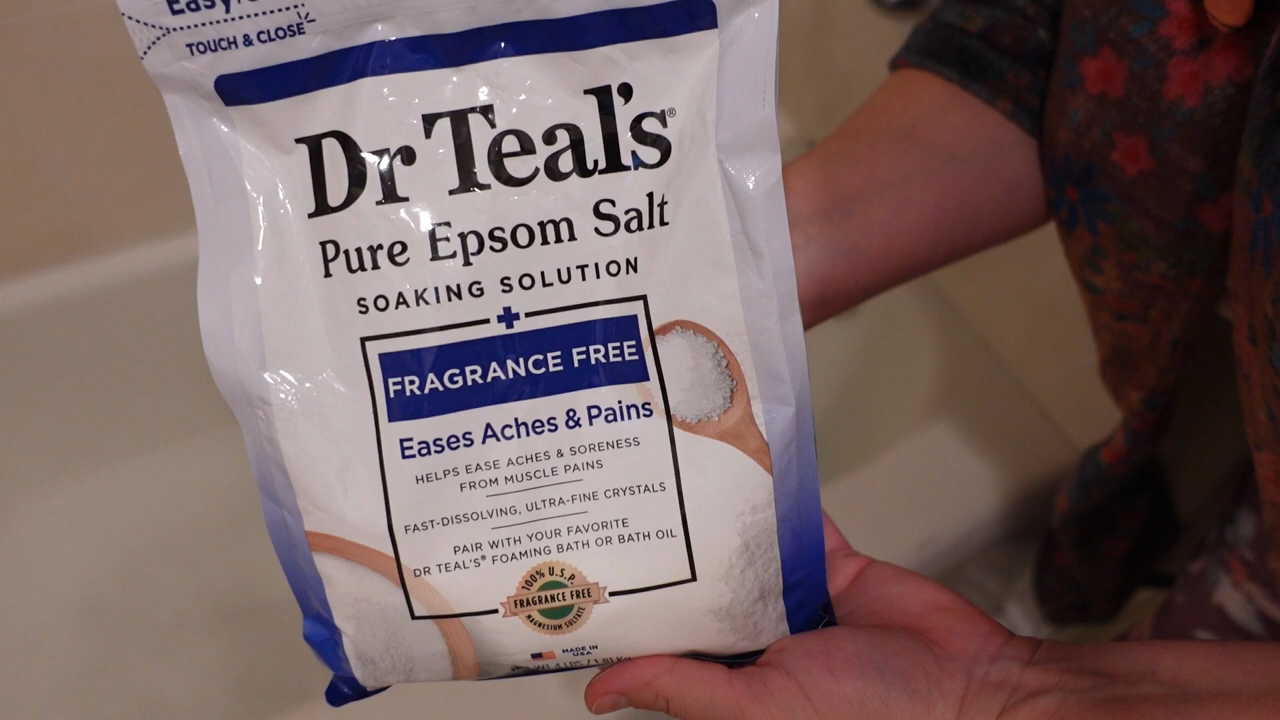 Easy
TOUCH & CLOSE
Dr Teal's®
Pure Epsom Salt
SOAKING SOLUTION
FRAGRANCE FREE
Eases Aches & Pains
HELPS EASE ACHES & SORENESS
FROM MUSCLE PAINS
FAST-DISSOLVING, ULTRA-FINE CRYSTALS
PAIR WITH YOUR FAVORITE
DR TEAL'S® FOAMING BATH OR BATH OIL
100% U.S.P.
FRAGRANCE FREE
MAGNESIUM SULFATE
MADE IN
USA